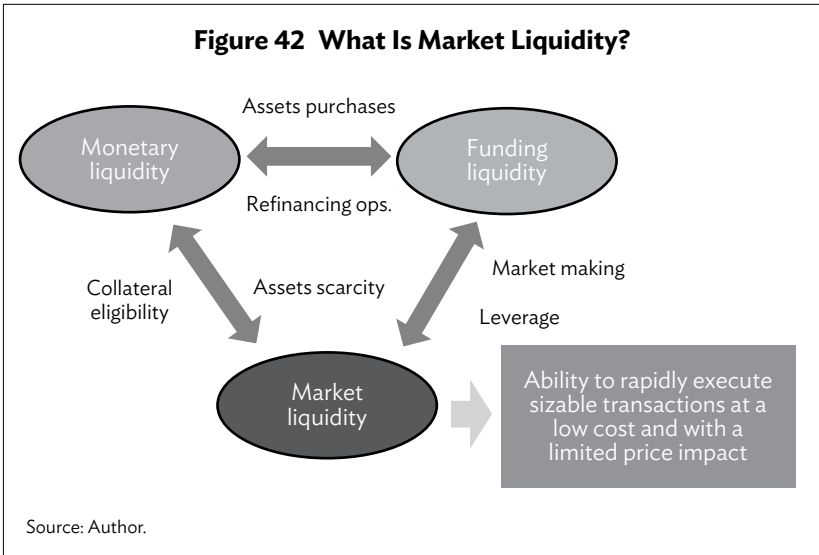 Figure 42 What Is Market Liquidity?
Assets purchases
Monetary
liquidity
Funding
liquidity
Refinancing ops.
Collateral
eligibility
Assets scarcity
Market making
Leverage
Market
liquidity
Ability to rapidly execute
sizable transactions at a
low cost and with a
limited price impact
Source: Author.